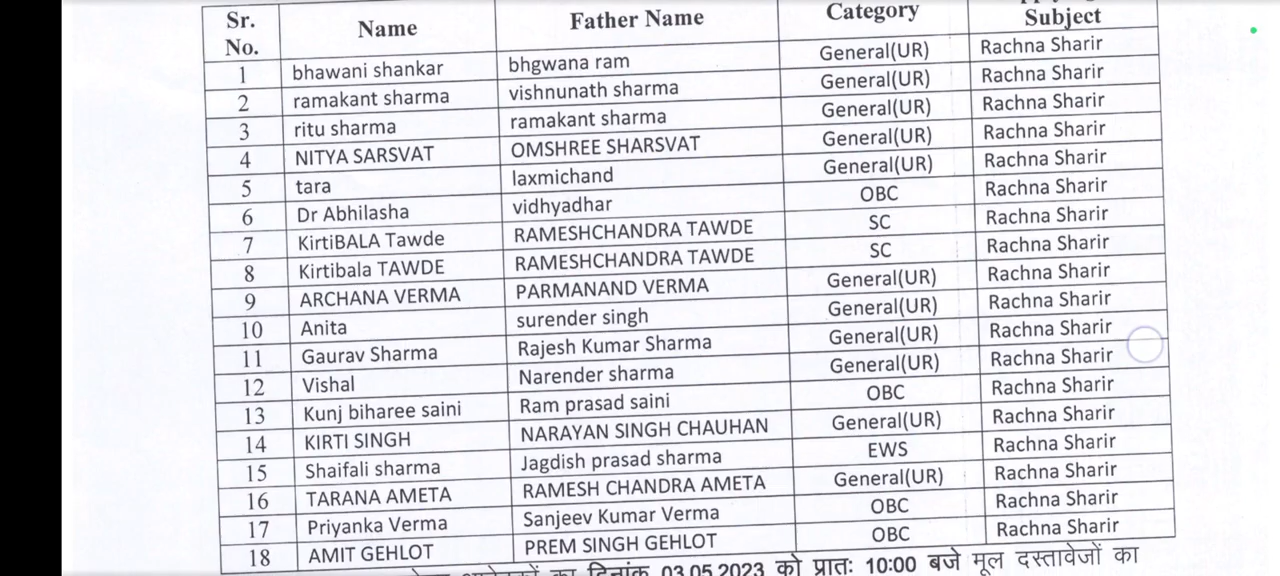 Sr. No. Name Father Name Category Subject
1 bhawani shankar bhgwana ram General(UR) Rachna Sharir
2 ramakant sharma vishnunath sharma General(UR) Rachna Sharir
3 ritu sharma ramakant sharma General(UR) Rachna Sharir
4 NITYA SARSVAT OMSHREE SHARSVAT General(UR) Rachna Sharir
5 tara laxmichand General(UR) Rachna Sharir
6 Dr Abhilasha vidhyadhar OBC Rachna Sharir
7 KirtiBALA Tawde RAMESHCHANDRA TAWDE SC Rachna Sharir
8 Kirtibala TAWDE RAMESHCHANDRA TAWDE SC Rachna Sharir
9 ARCHANA VERMA PARMANAND VERMA General(UR) Rachna Sharir
10 Anita surender singh General(UR) Rachna Sharir
11 Gaurav Sharma Rajesh Kumar Sharma General(UR) Rachna Sharir
12 Vishal Narender sharma General(UR) Rachna Sharir
13 Kunj biharee saini Ram prasad saini OBC Rachna Sharir
14 KIRTI SINGH NARAYAN SINGH CHAUHAN General(UR) Rachna Sharir
15 Shaifali sharma Jagdish prasad sharma EWS Rachna Sharir
16 TARANA AMETA RAMESH CHANDRA AMETA General(UR) Rachna Sharir
17 Priyanka Verma Sanjeev Kumar Verma OBC Rachna Sharir
18 AMIT GEHLOT PREM SINGH GEHLOT OBC Rachna Sharir
का दिनांक 03.05.2023 को प्रातः 10:00 बजे मूल दस्तावेजों का